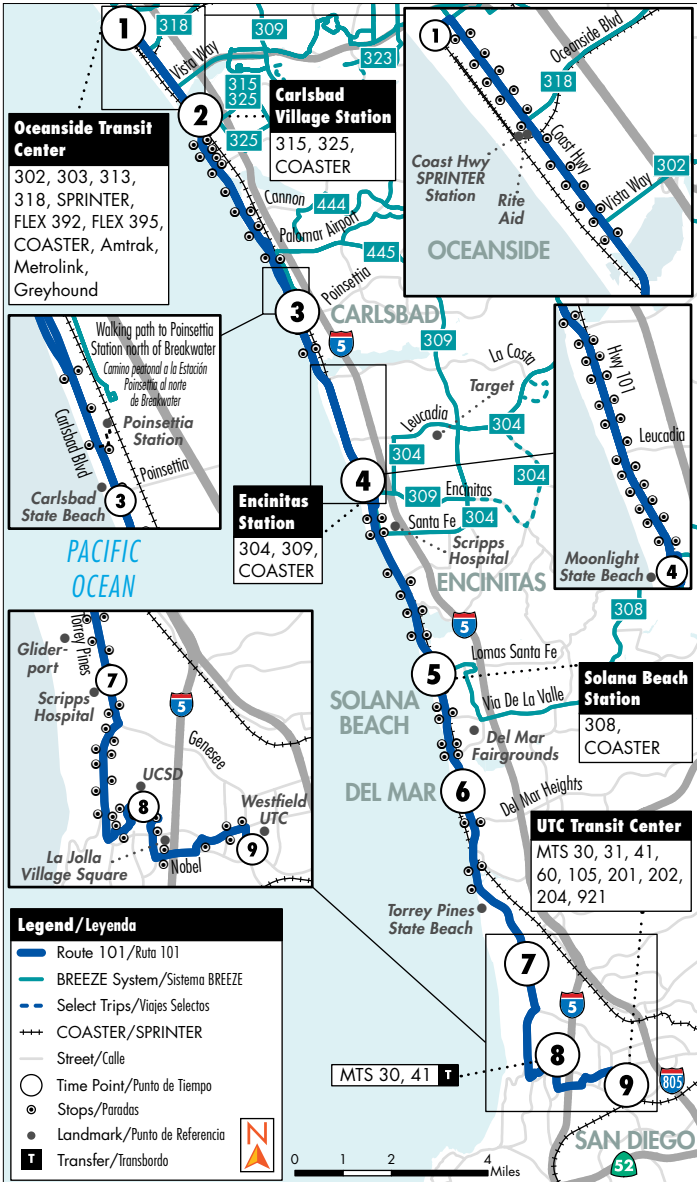 1
318
309
323
Vista Way
315
325
2
325
Oceanside Transit
Center
302, 303, 313,
318, SPRINTER,
FLEX 392, FLEX 395,
COASTER, Amtrak,
Metrolink,
Greyhound
Carlsbad
Village Station
315, 325,
COASTER
Cannon
444
Palomar Airport
445
Poinsettia
3
CARLSBAD
5
309
1
Oceanside Blvd
318
Coast Hwy
Coast Hwy
SPRINTER
Station
Rite
Aid
Vista Way
302
OCEANSIDE
Walking path to Poinsettia
Station north of Breakwater
Camino peatonal a la Estación
Poinsettia al norte
de Breakwater
Poinsettia
Station
Carlsbad Blvd
Poinsettia
Carlsbad
State Beach
3
La Costa
Target
Leucadia
304
304
304
4
309
Encinitas
Santa Fe
304
Scripps
Hospital
ENCINITAS
Encinitas
Station
304, 309,
COASTER
Hwy 101
Leucadia
Moonlight
State Beach
4
PACIFIC
OCEAN
308
5
Lomas Santa Fe
5
Via De La Valle
SOLANA
BEACH
Solana Beach
Station
308,
COASTER
Del Mar
Fairgrounds
DEL MAR
6
Del Mar Heights
Torrey Pines
Glider-
port
7
Scripps
Hospital
5
Genesee
UCSD
8
Westfield
UTC
9
La Jolla
Village Square
Nobel
UTC Transit Center
MTS 30, 31, 41,
60, 105, 201, 202,
204, 921
Torrey Pines
State Beach
7
5
8
MTS 30, 41 T
9
805
SAN DIEGO
52
Legend/Leyenda
Route 101/Ruta 101
BREEZE System/Sistema BREEZE
Select Trips/Viajes Selectos
COASTER/SPRINTER
Street/Calle
Time Point/Punto de Tiempo
Stops/Paradas
Landmark/Punto de Referencia
T Transfer/Transbordo
N
0 1 2 4
Miles